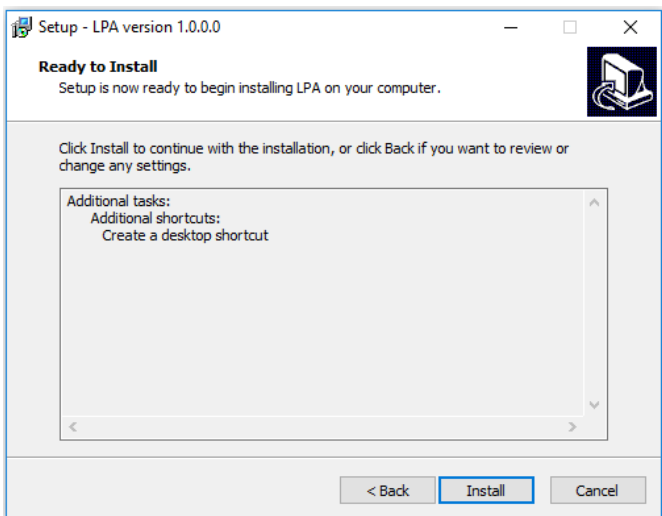 Setup - LPA version 1.0.0.0
Ready to Install
Setup is now ready to begin installing LPA on your computer.
Click Install to continue with the installation, or click Back if you want to review or
change any settings.
Additional tasks:
Additional shortcuts:
Create a desktop shortcut
< Back
Install
Cancel